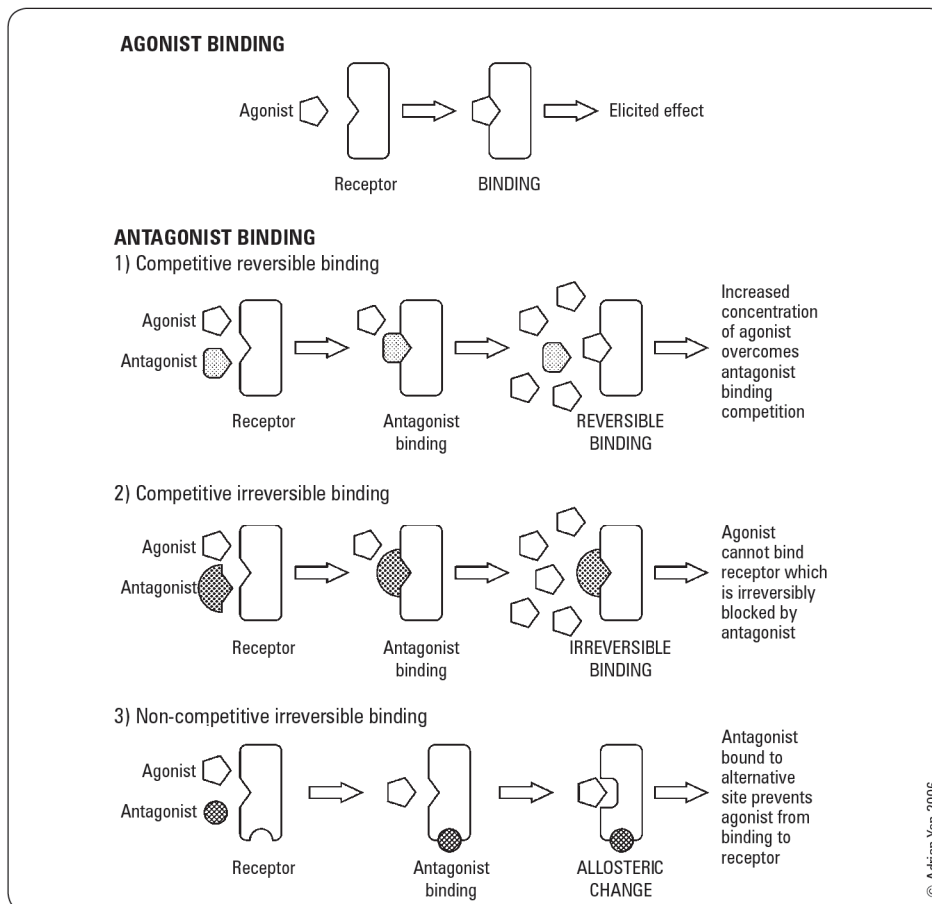 AGONIST BINDING
Agonist
Elicited effect
Receptor
BINDING
ANTAGONIST BINDING
1) Competitive reversible binding
Agonist
Antagonist
Receptor
Antagonist
binding
REVERSIBLE
BINDING
Increased
concentration
of agonist
overcomes
antagonist
binding
competition
2) Competitive irreversible binding
Agonist
Antagonist
Receptor
Antagonist
binding
IRREVERSIBLE
BINDING
Agonist
cannot bind
receptor which
is irreversibly
blocked by
antagonist
3) Non-competitive irreversible binding
Agonist
Antagonist
Receptor
Antagonist
binding
ALLOSTERIC
CHANGE
Antagonist
bound to
alternative
site prevents
agonist from
binding to
receptor
© Adrian Yap 2006